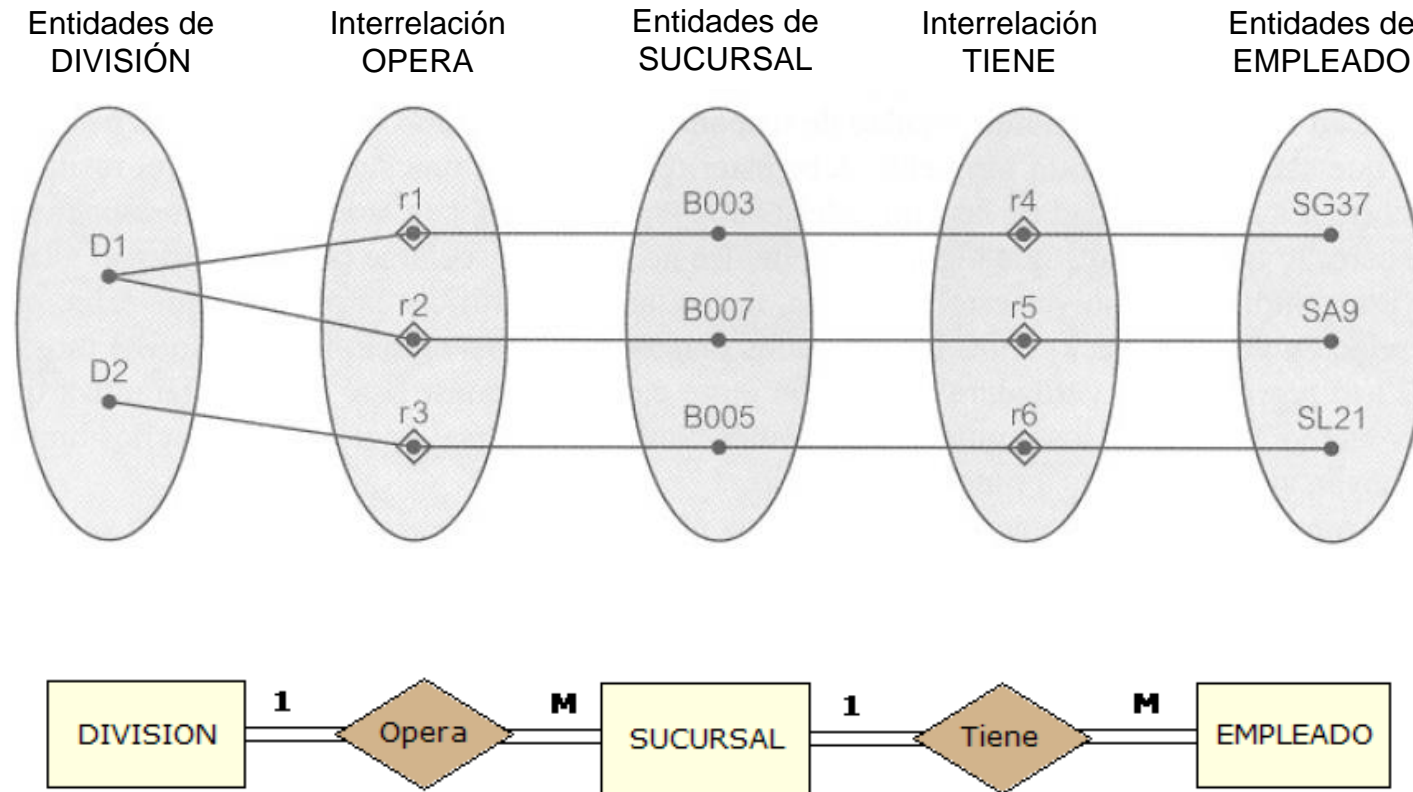 Entidades de
DIVISIÓN
Interrelación
OPERA
Entidades de
SUCURSAL
Interrelación
TIENE
Entidades de
EMPLEADO
D1
D2
r1
r2
r3
B003
B007
B005
r4
r5
r6
SG37
SA9
SL21
DIVISION
1
Opera
M
SUCURSAL
1
Tiene
M
EMPLEADO